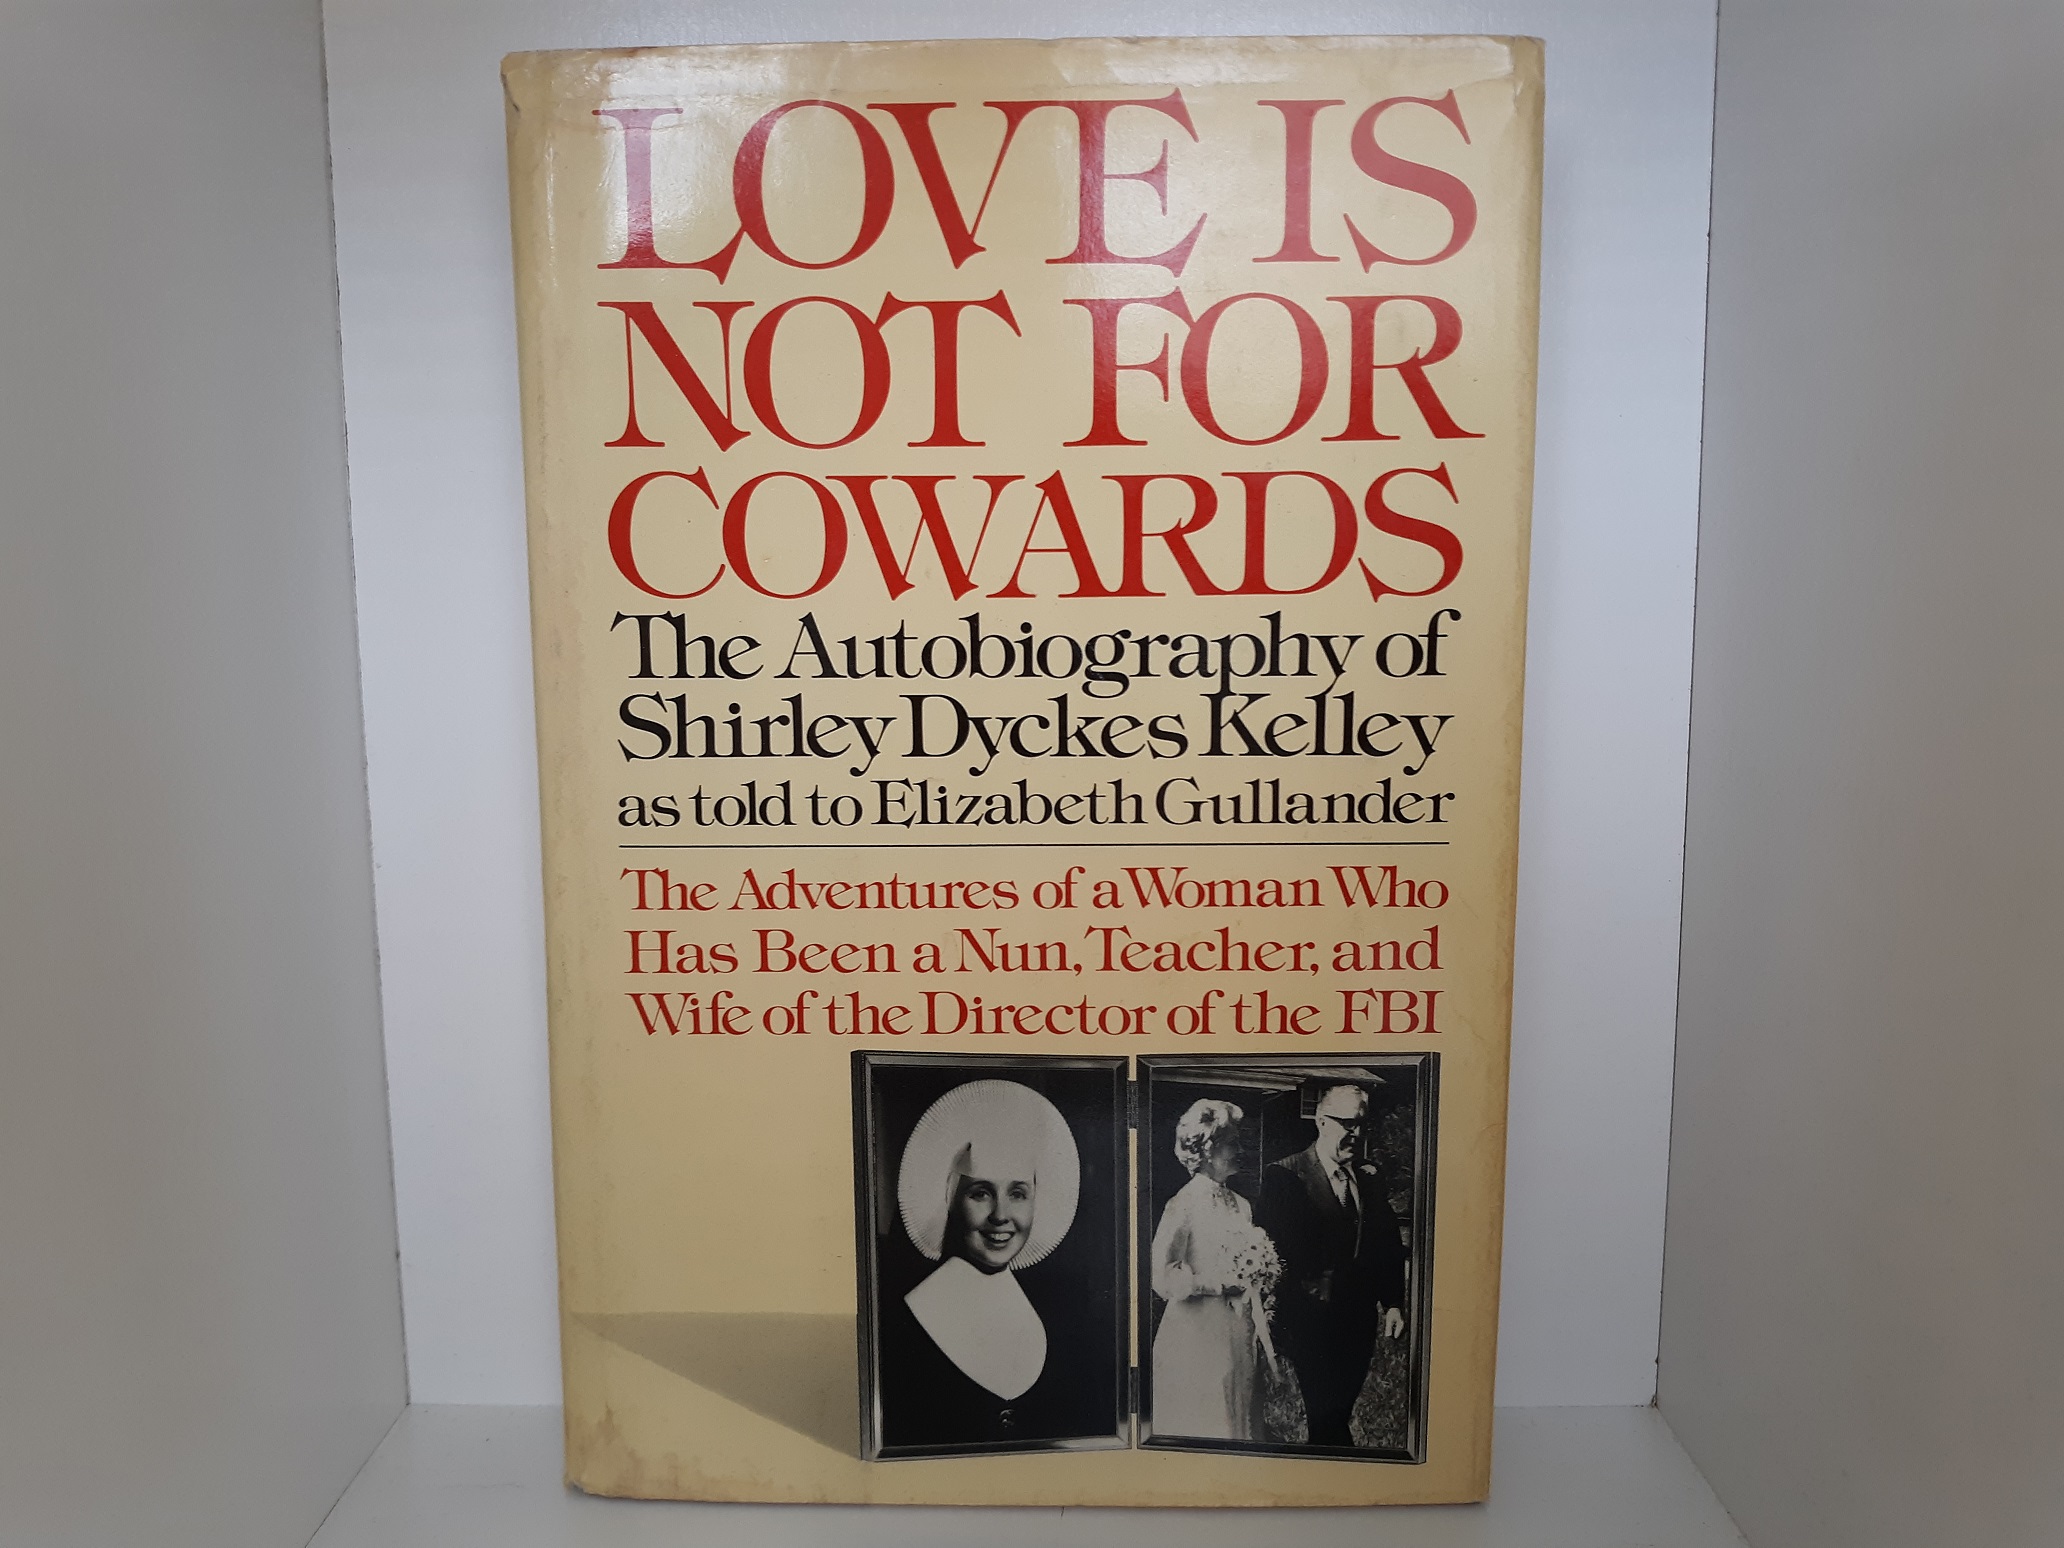 LOVE IS
NOT FOR
COWARDS
The Autobiography of
Shirley Dyckes Kelley
as told to Elizabeth Gullander
The Adventures of a Woman Who
Has Been a Nun, Teacher, and
Wife of the Director of the FBI